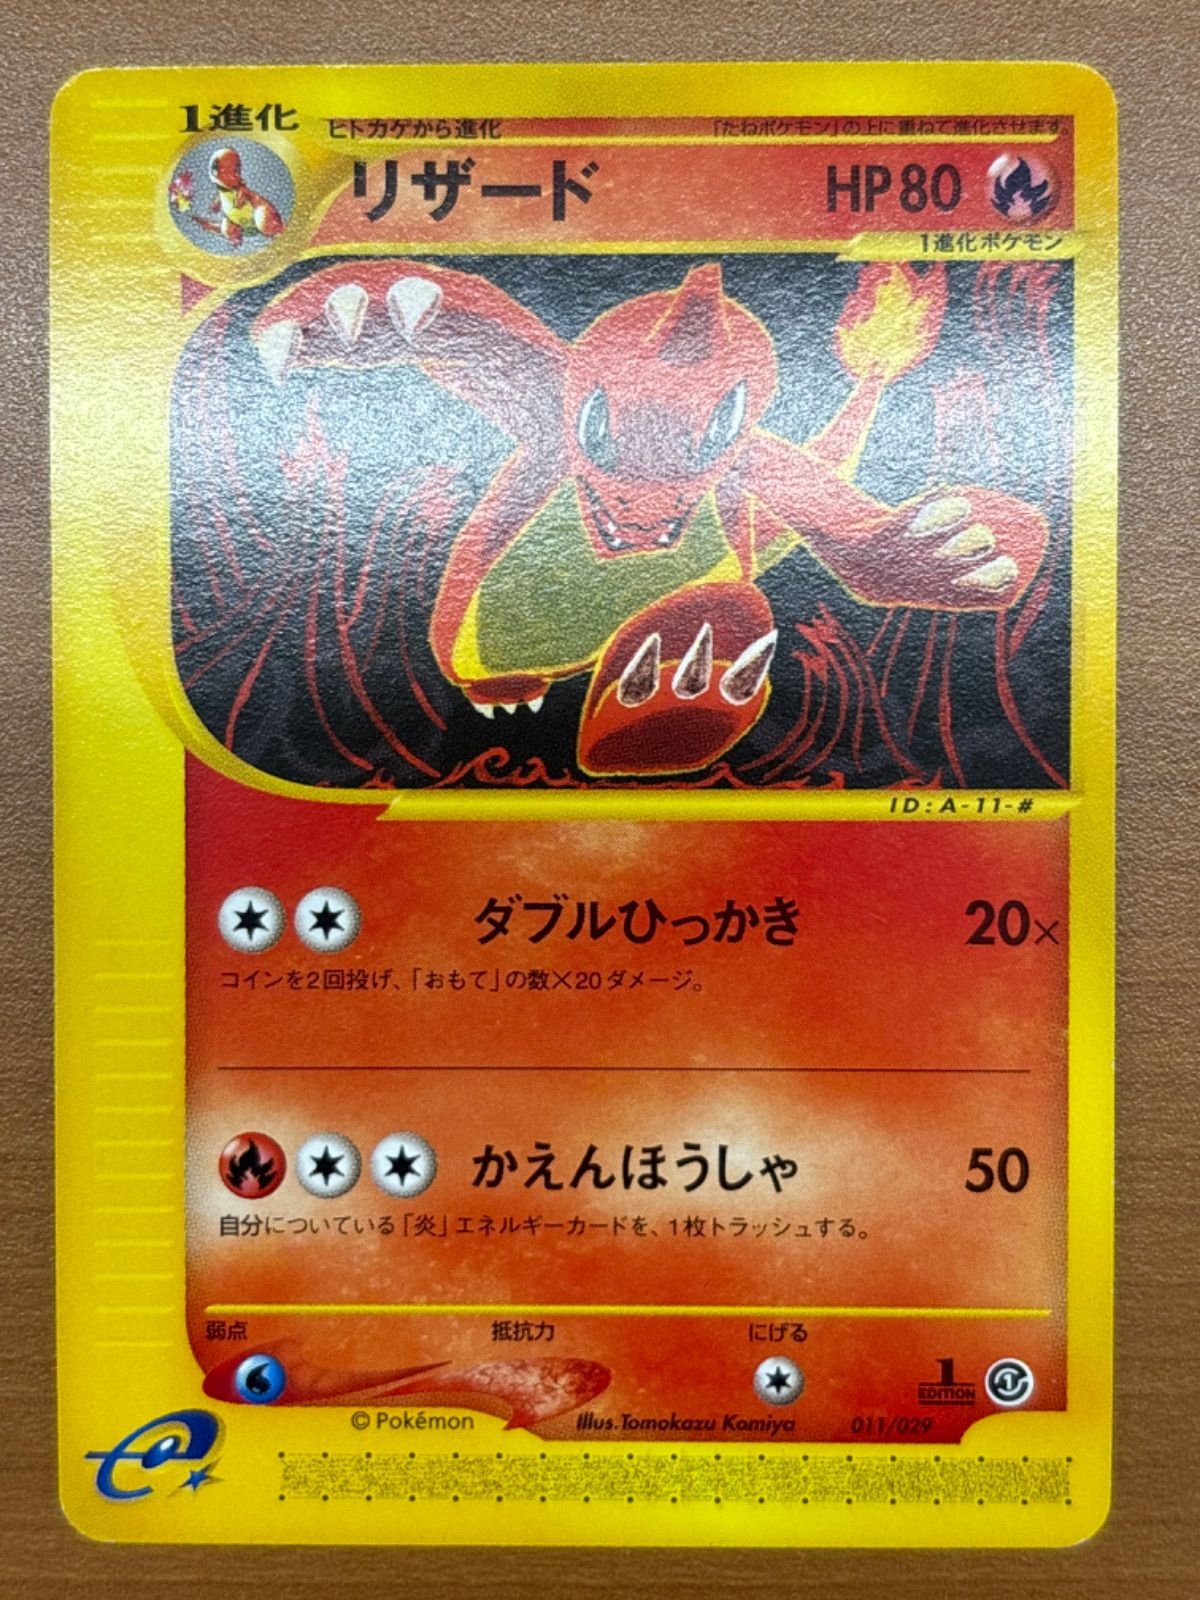 1進化
ヒトカゲから進化
「たねポケモン」の上に重ねて進化させます。
リザード
HP80
1進化ポケモン
ID:A-11-#
ダブルひっかき 20×
コインを2回投げ、「おもて」の数×20ダメージ。
かえんほうしゃ 50
自分についている「炎」エネルギーカードを、1枚トラッシュする。
弱点 抵抗力 にげる
1
EDITION
© Pokémon Illus.Tomokazu Komiya 011/029
e